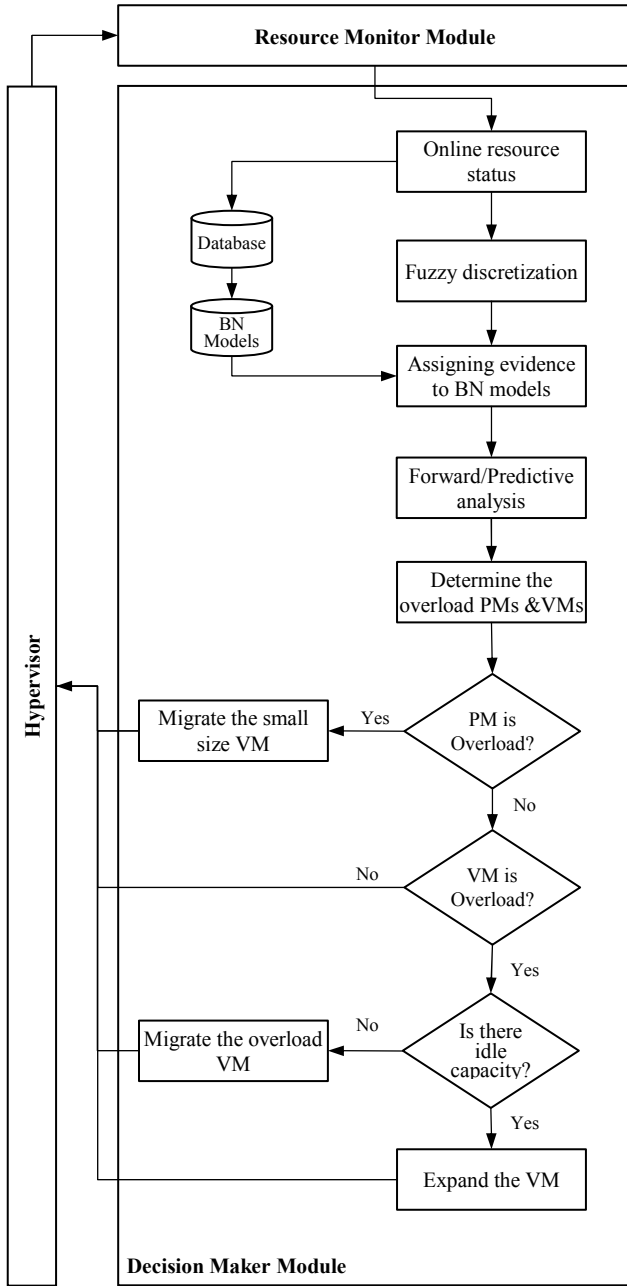 Resource Monitor Module
Online resource
status
Database
Fuzzy discretization
BN
Models
Assigning evidence
to BN models
Forward/Predictive
analysis
Determine the
overload PMs &VMs
Hypervisor
Migrate the small
size VM
Yes
PM is
Overload?
No
No
VM is
Overload?
Yes
Migrate the overload
VM
No
Is there
idle
capacity?
Yes
Expand the VM
Decision Maker Module